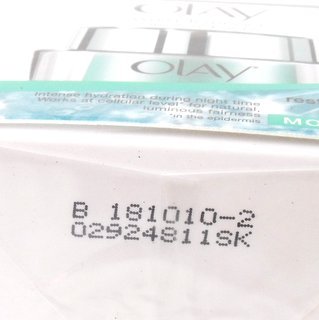 OLAY
OLAY
Intense hydration during night time
Works at cellular level* for natural,
luminous fairness
*in the epidermis
B 181010-2
02924811SK